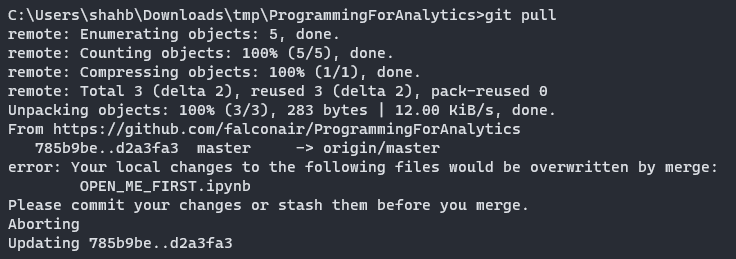 C:\Users\shahb\Downloads\tmp\ProgrammingForAnalytics>git pull
remote: Enumerating objects: 5, done.
remote: Counting objects: 100% (5/5), done.
remote: Compressing objects: 100% (1/1), done.
remote: Total 3 (delta 2), reused 3 (delta 2), pack-reused 0
Unpacking objects: 100% (3/3), 283 bytes | 12.00 KiB/s, done.
From https://github.com/falconair/ProgrammingForAnalytics
   785b9be..d2a3fa3  master     -> origin/master
error: Your local changes to the following files would be overwritten by merge:
        OPEN_ME_FIRST.ipynb
Please commit your changes or stash them before you merge.
Aborting
Updating 785b9be..d2a3fa3